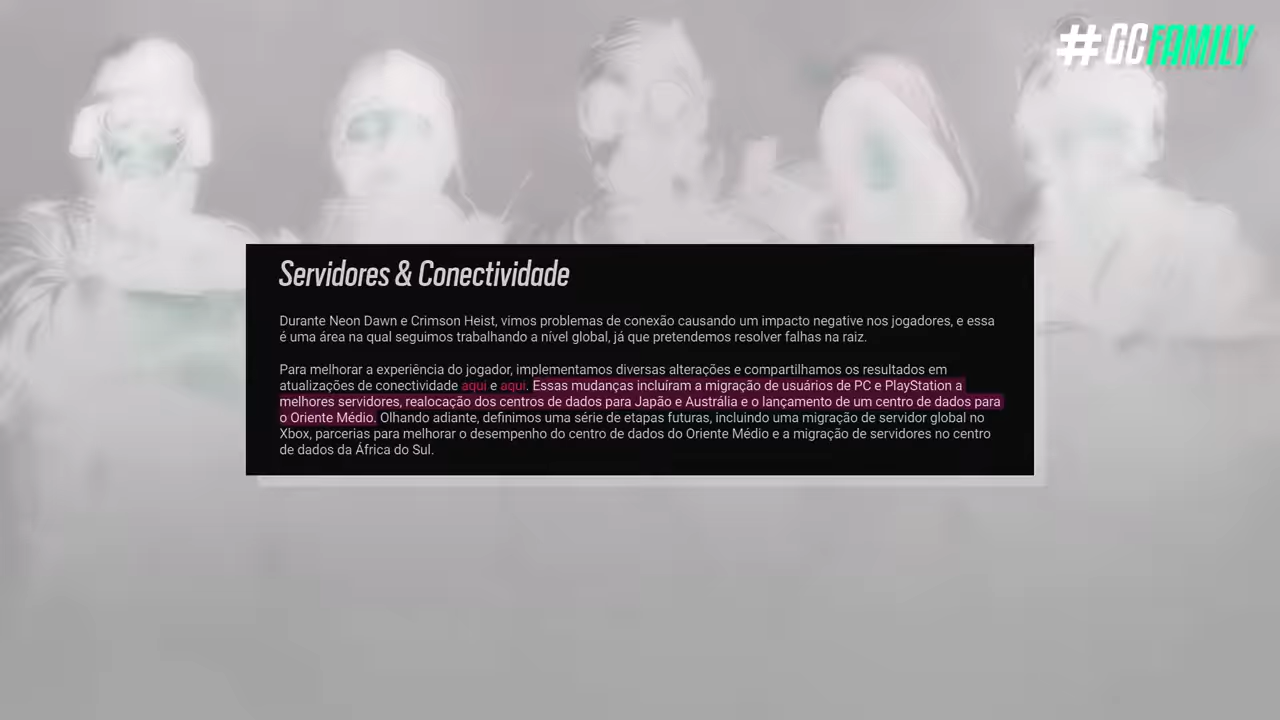 #GCFAMILY
Servidores & Conectividade
Durante Neon Dawn e Crimson Heist, vimos problemas de conexão causando um impacto negative nos jogadores, e essa
é uma área na qual seguimos trabalhando a nível global, já que pretendemos resolver falhas na raiz.
Para melhorar a experiência do jogador, implementamos diversas alterações e compartilhamos os resultados em
atualizações de conectividade aqui e aqui. Essas mudanças incluíram a migração de usuários de PC e PlayStation a
melhores servidores, realocação dos centros de dados para Japão e Austrália e o lançamento de um centro de dados para
o Oriente Médio. Olhando adiante, definimos uma série de etapas futuras, incluindo uma migração de servidor global no
Xbox, parcerias para melhorar o desempenho do centro de dados do Oriente Médio e a migração de servidores no centro
de dados da África do Sul.